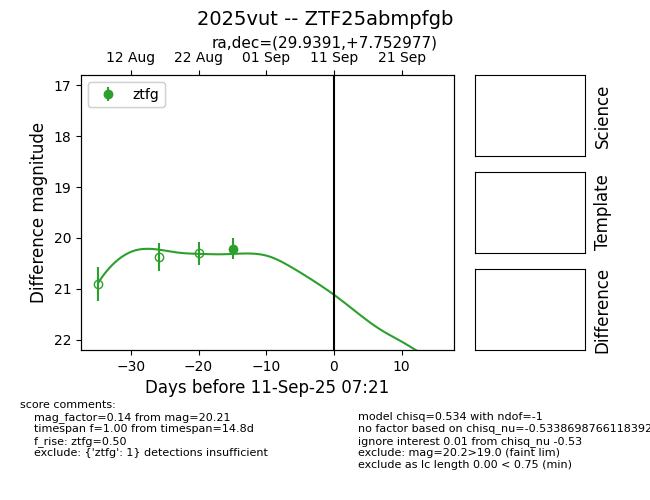 2025vut -- ZTF25abmpfgb
ra,dec=(29.9391,+7.752977)
12 Aug 22 Aug 01 Sep 11 Sep 21 Sep
ztfg
17
18
19
20
21
22
Difference magnitude
−30 −20 −10 0 10
Days before 11-Sep-25 07:21
Science
Template
Difference
score comments:
mag_factor=0.14 from mag=20.21
timespan f=1.00 from timespan=14.8d
f_rise: ztfg=0.50
exclude: {'ztfg': 1} detections insufficient
model chisq=0.534 with ndof=-1
no factor based on chisq_nu=-0.5338698766118392
ignore interest 0.01 from chisq_nu -0.53
exclude: mag=20.2>19.0 (faint lim)
exclude as lc length 0.00 < 0.75 (min)